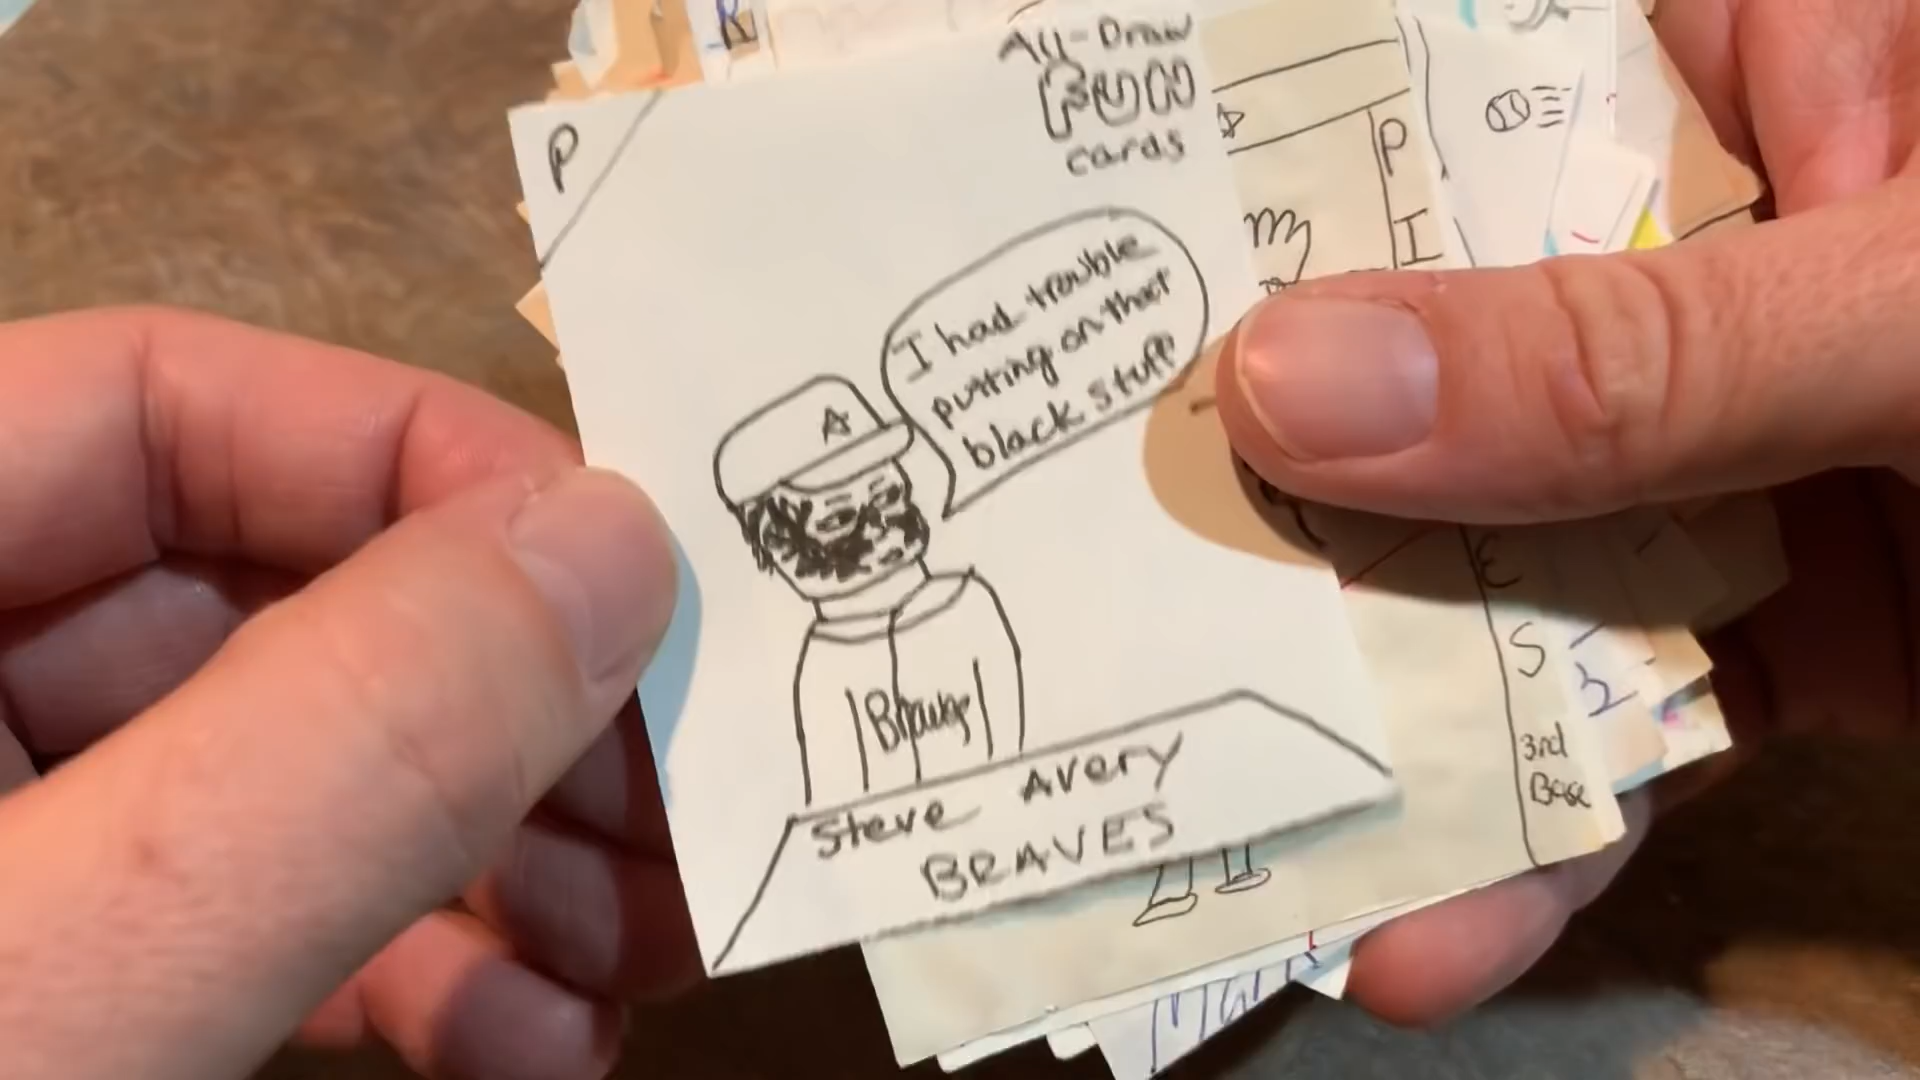 All-Draw
FUN
cards
P
I had trouble
putting on that
black stuff!
A
Braves
Steve Avery
BRAVES
R
P
I
E
S
3rd
Base